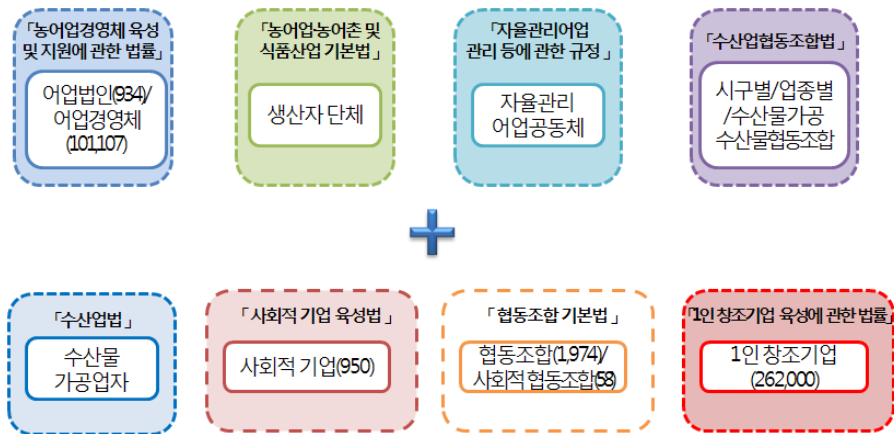 「농어업경영체 육성
및 지원에 관한 법률」
어업법인(934)/
어업경영체
(101,107)
「농어업·농어촌 및
식품산업 기본법 」
생산자 단체
「자율관리어업
관리 등에 관한 규정 」
자율관리
어업공동체
「수산업협동조합법」
시구별/업종별
/수산물가공
수산물협동조합
「수산업법」
수산물
가공업자
「 사회적 기업 육성법 」
사회적 기업(950)
「 협동조합 기본법 」
협동조합(1,974)/
사회적 협동조합(58)
「1인 창조기업 육성에 관한 법률」
1인 창조기업
(262,000)